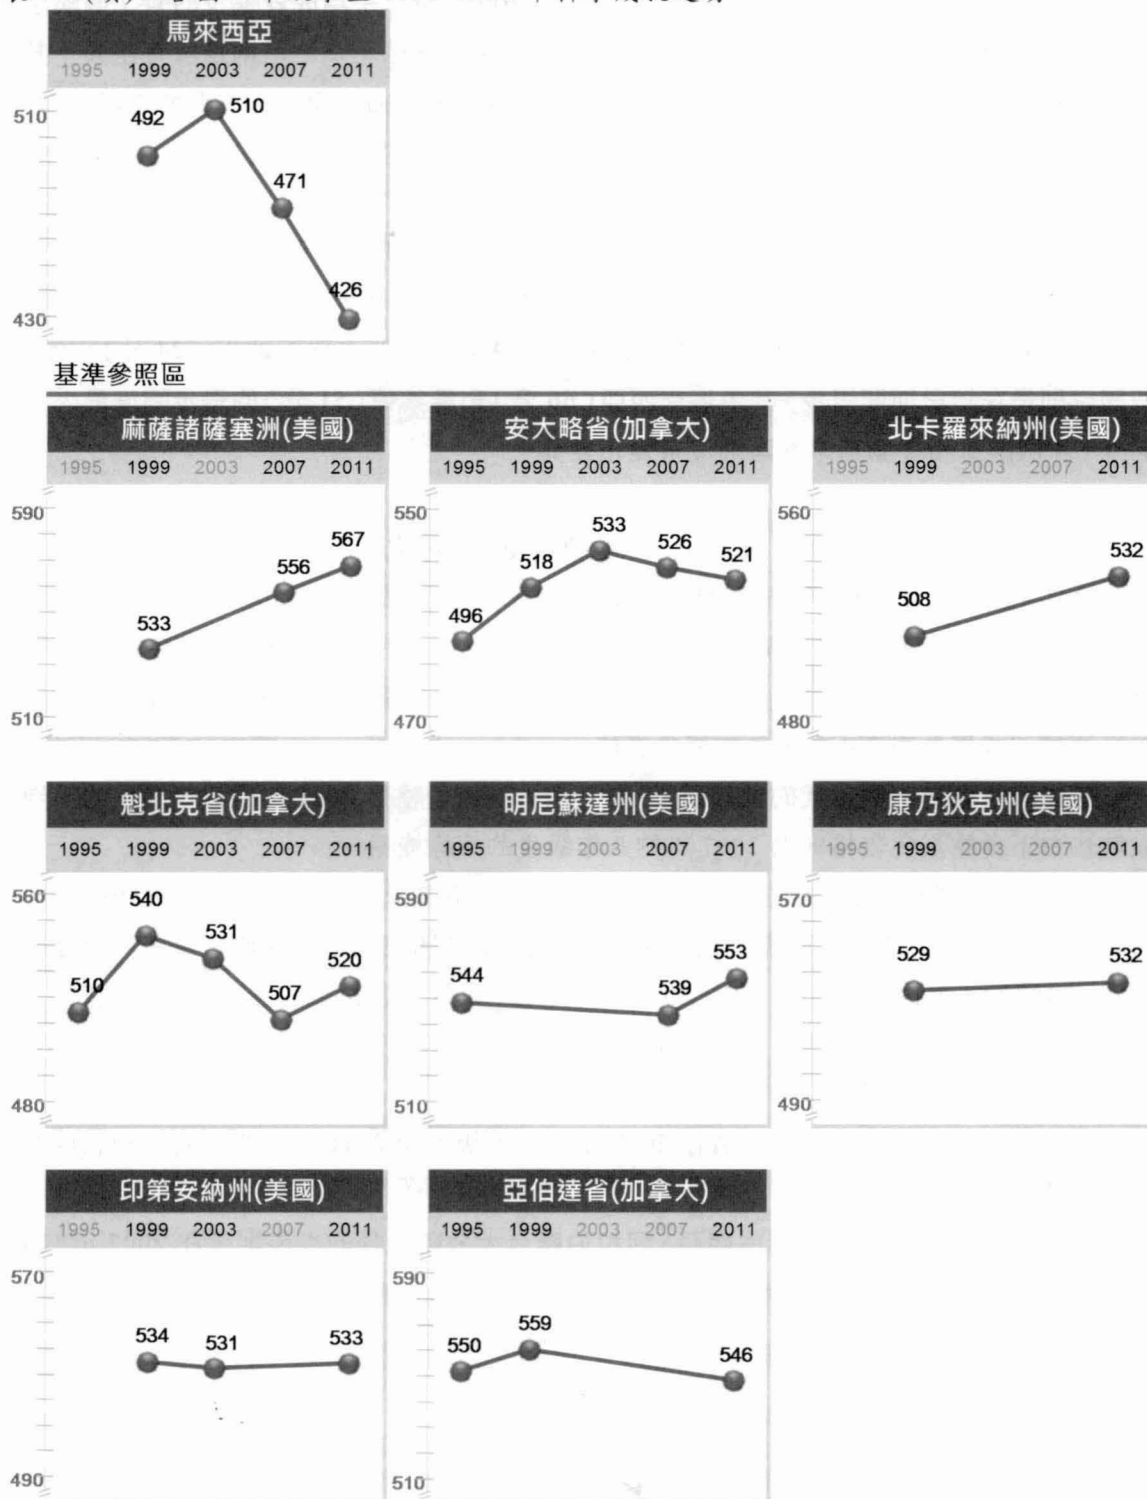 馬來西亞
1995 1999 2003 2007 2011
510
492
510
471
426
430
基準參照區
麻薩諸薩塞洲(美國)
1995 1999 2003 2007 2011
590
533
556
567
510
安大略省(加拿大)
1995 1999 2003 2007 2011
550
496
518
533
526
521
470
北卡羅來納州(美國)
1995 1999 2003 2007 2011
560
508
532
480
魁北克省(加拿大)
1995 1999 2003 2007 2011
560
510
540
531
507
520
480
明尼蘇達州(美國)
1995 1999 2003 2007 2011
590
544
539
553
510
康乃狄克州(美國)
1995 1999 2003 2007 2011
570
529
532
490
印第安納州(美國)
1995 1999 2003 2007 2011
570
534
531
533
490
亞伯達省(加拿大)
1995 1999 2003 2007 2011
590
550
559
546
510